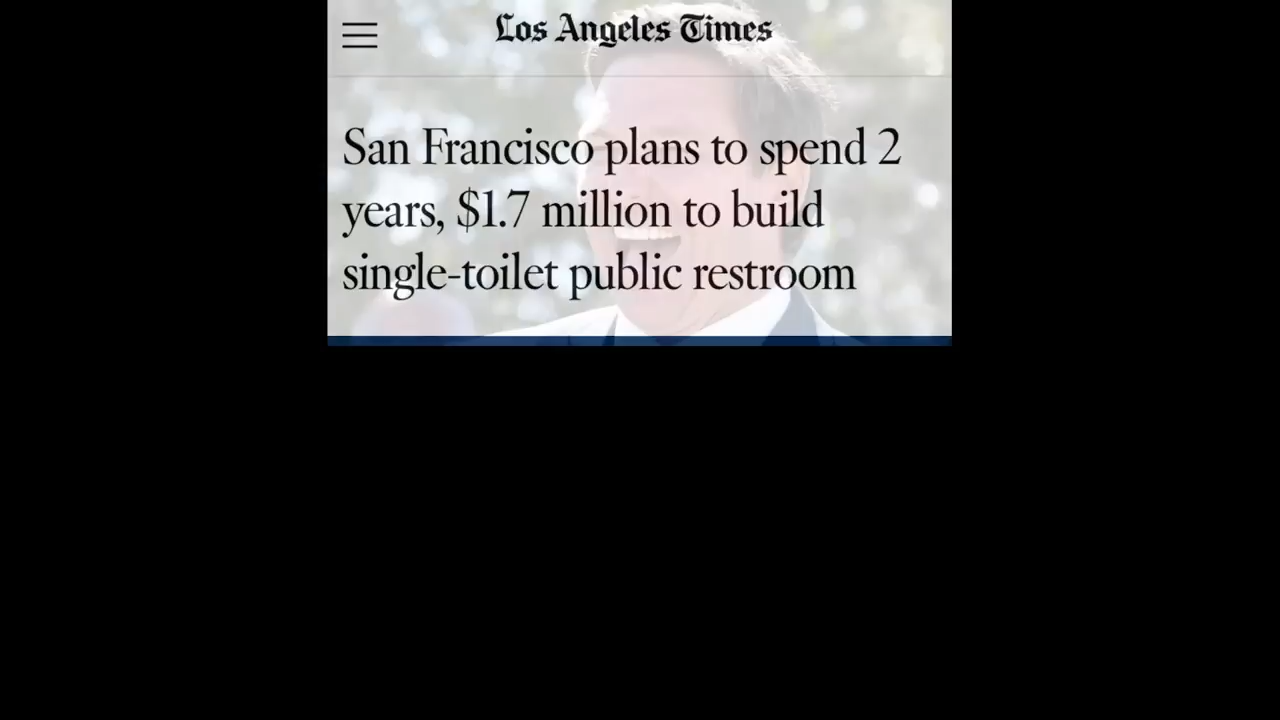 Los Angeles Times
San Francisco plans to spend 2
years, $1.7 million to build
single-toilet public restroom